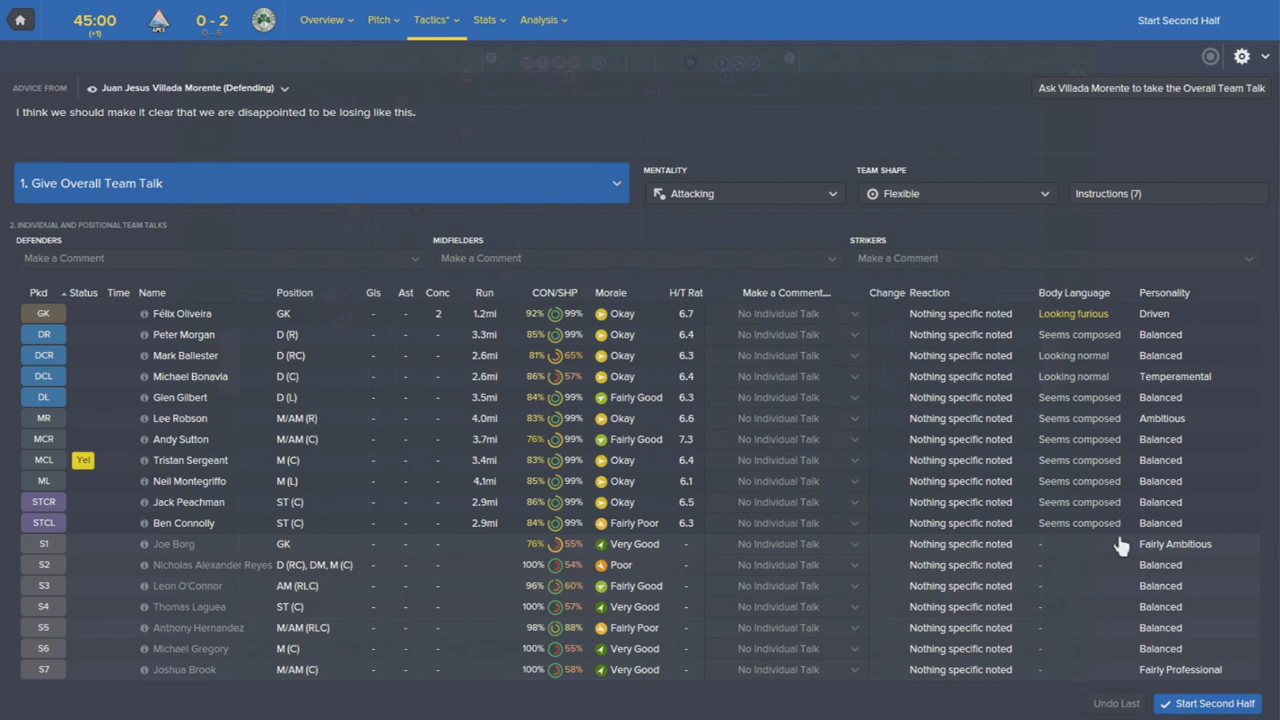 45:00
(+1)
APEX
0 - 2
0 - 6
Overview Pitch Tactics* Stats Analysis
Start Second Half
ADVICE FROM Juan Jesus Villada Morente (Defending)
Ask Villada Morente to take the Overall Team Talk
I think we should make it clear that we are disappointed to be losing like this.
MENTALITY TEAM SHAPE
1. Give Overall Team Talk Attacking Flexible Instructions (7)
2. INDIVIDUAL AND POSITIONAL TEAM TALKS
DEFENDERS MIDFIELDERS STRIKERS
Make a Comment Make a Comment Make a Comment
Pkd Status Time Name Position Gls Ast Conc Run CON/SHP Morale H/T Rat Make a Comment... Change Reaction Body Language Personality
GK Félix Oliveira GK - - 2 1.2mi 92% 99% Okay 6.7 No Individual Talk Nothing specific noted Looking furious Driven
DR Peter Morgan D (R) - - - 3.3mi 85% 99% Okay 6.4 No Individual Talk Nothing specific noted Seems composed Balanced
DCR Mark Ballester D (RC) - - - 2.6mi 81% 65% Okay 6.3 No Individual Talk Nothing specific noted Looking normal Balanced
DCL Michael Bonavia D (C) - - - 2.6mi 86% 57% Okay 6.4 No Individual Talk Nothing specific noted Looking normal Temperamental
DL Glen Gilbert D (L) - - - 3.5mi 84% 99% Fairly Good 6.3 No Individual Talk Nothing specific noted Seems composed Balanced
MR Lee Robson M/AM (R) - - - 4.0mi 83% 99% Okay 6.6 No Individual Talk Nothing specific noted Seems composed Ambitious
MCR Andy Sutton M/AM (C) - - - 3.7mi 76% 99% Fairly Good 7.3 No Individual Talk Nothing specific noted Seems composed Balanced
MCL Yel Tristan Sergeant M (C) - - - 3.4mi 83% 99% Okay 6.4 No Individual Talk Nothing specific noted Seems composed Balanced
ML Neil Montegriffo M (L) - - - 4.1mi 85% 99% Okay 6.1 No Individual Talk Nothing specific noted Seems composed Balanced
STCR Jack Peachman ST (C) - - - 2.9mi 86% 99% Okay 6.5 No Individual Talk Nothing specific noted Seems composed Balanced
STCL Ben Connolly ST (C) - - - 2.9mi 84% 99% Fairly Poor 6.3 No Individual Talk Nothing specific noted Seems composed Balanced
S1 Joe Borg GK - - - 76% 55% Very Good - No Individual Talk Nothing specific noted - Fairly Ambitious
S2 Nicholas Alexander Reyes D (RC), DM, M (C) - - - 100% 54% Poor - No Individual Talk Nothing specific noted - Balanced
S3 Leon O'Connor AM (RLC) - - - 96% 60% Fairly Good - No Individual Talk Nothing specific noted - Balanced
S4 Thomas Laguea ST (C) - - - 100% 57% Very Good - No Individual Talk Nothing specific noted - Balanced
S5 Anthony Hernandez M/AM (RLC) - - - 98% 88% Fairly Poor - No Individual Talk Nothing specific noted - Balanced
S6 Michael Gregory M (C) - - - 100% 55% Very Good - No Individual Talk Nothing specific noted - Balanced
S7 Joshua Brook M/AM (C) - - - 100% 58% Very Good - No Individual Talk Nothing specific noted - Fairly Professional
Undo Last Start Second Half